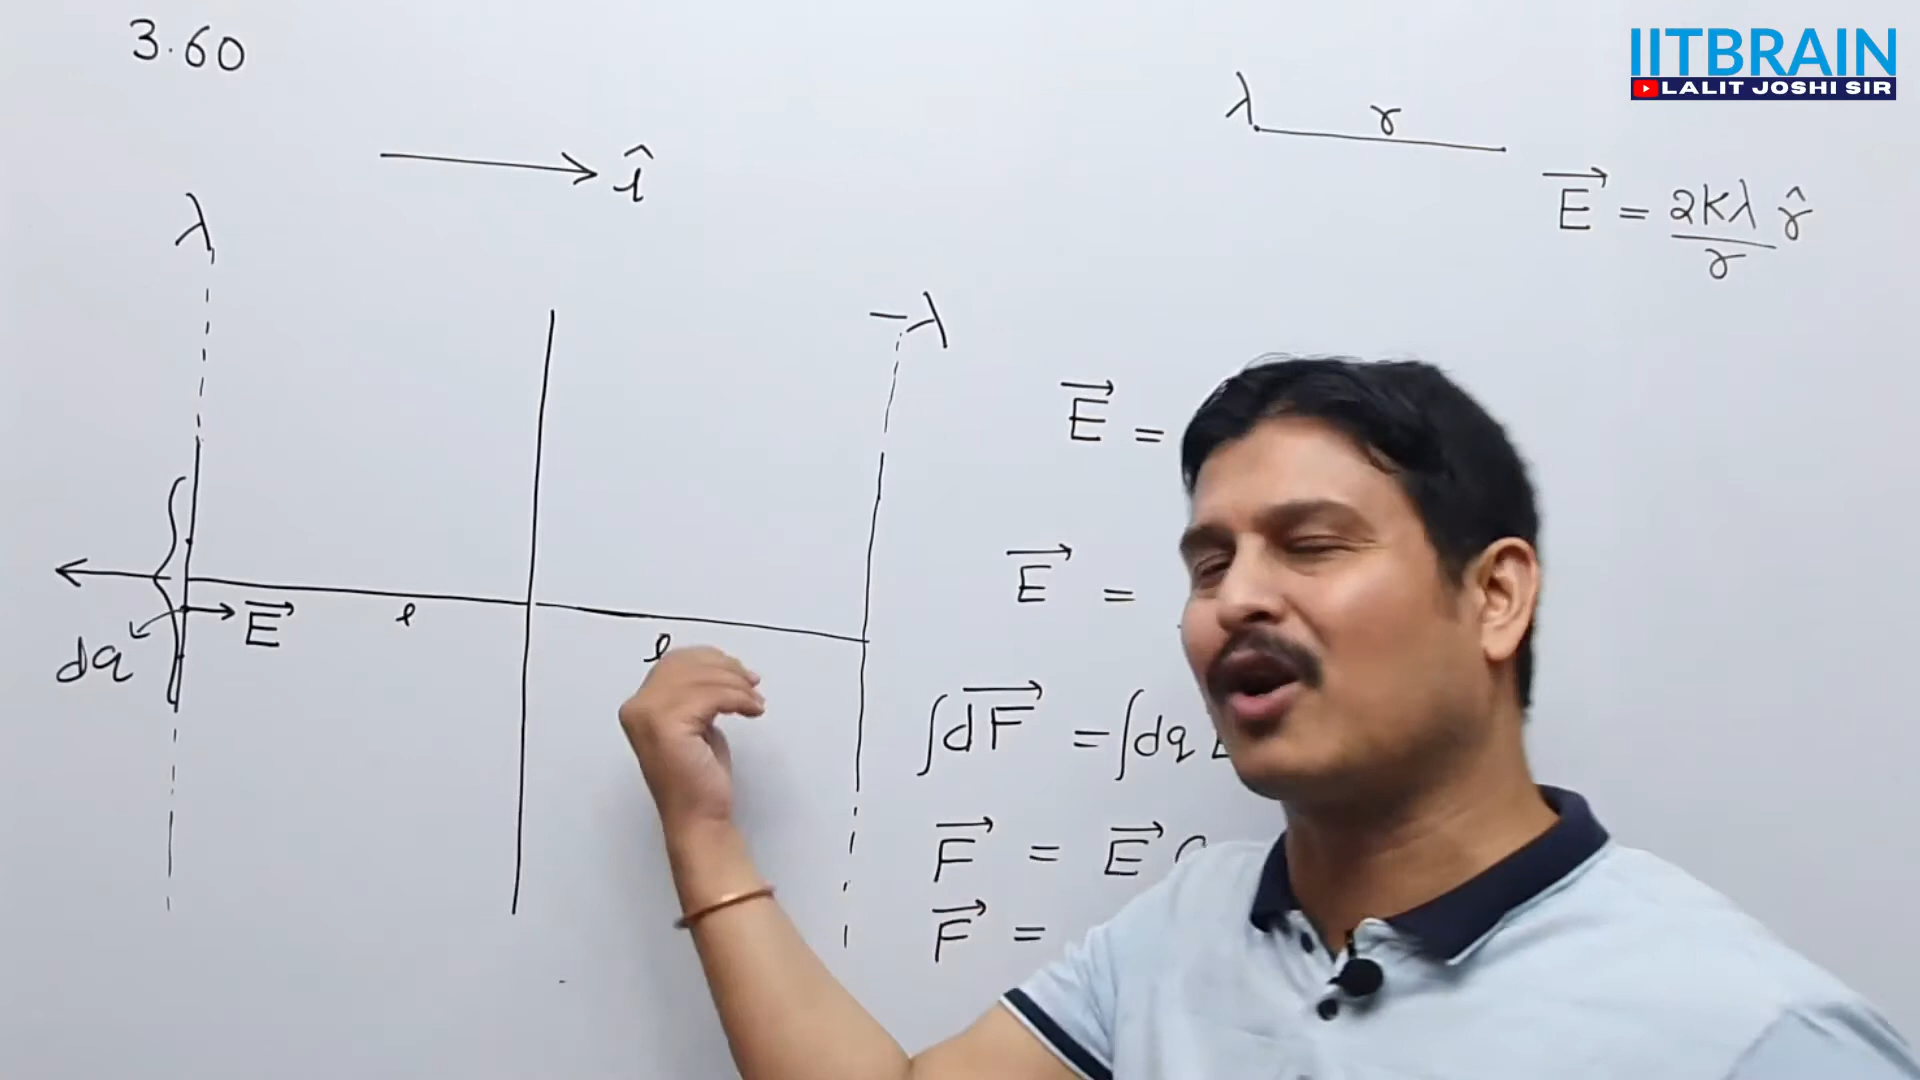 3.60
IITBRAIN
LALIT JOSHI SIR
λ r
î
E = 2Kλ/r r̂
λ
-λ
E =
E =
dq
E
l
l
∫dF = ∫dq
F = E
F =